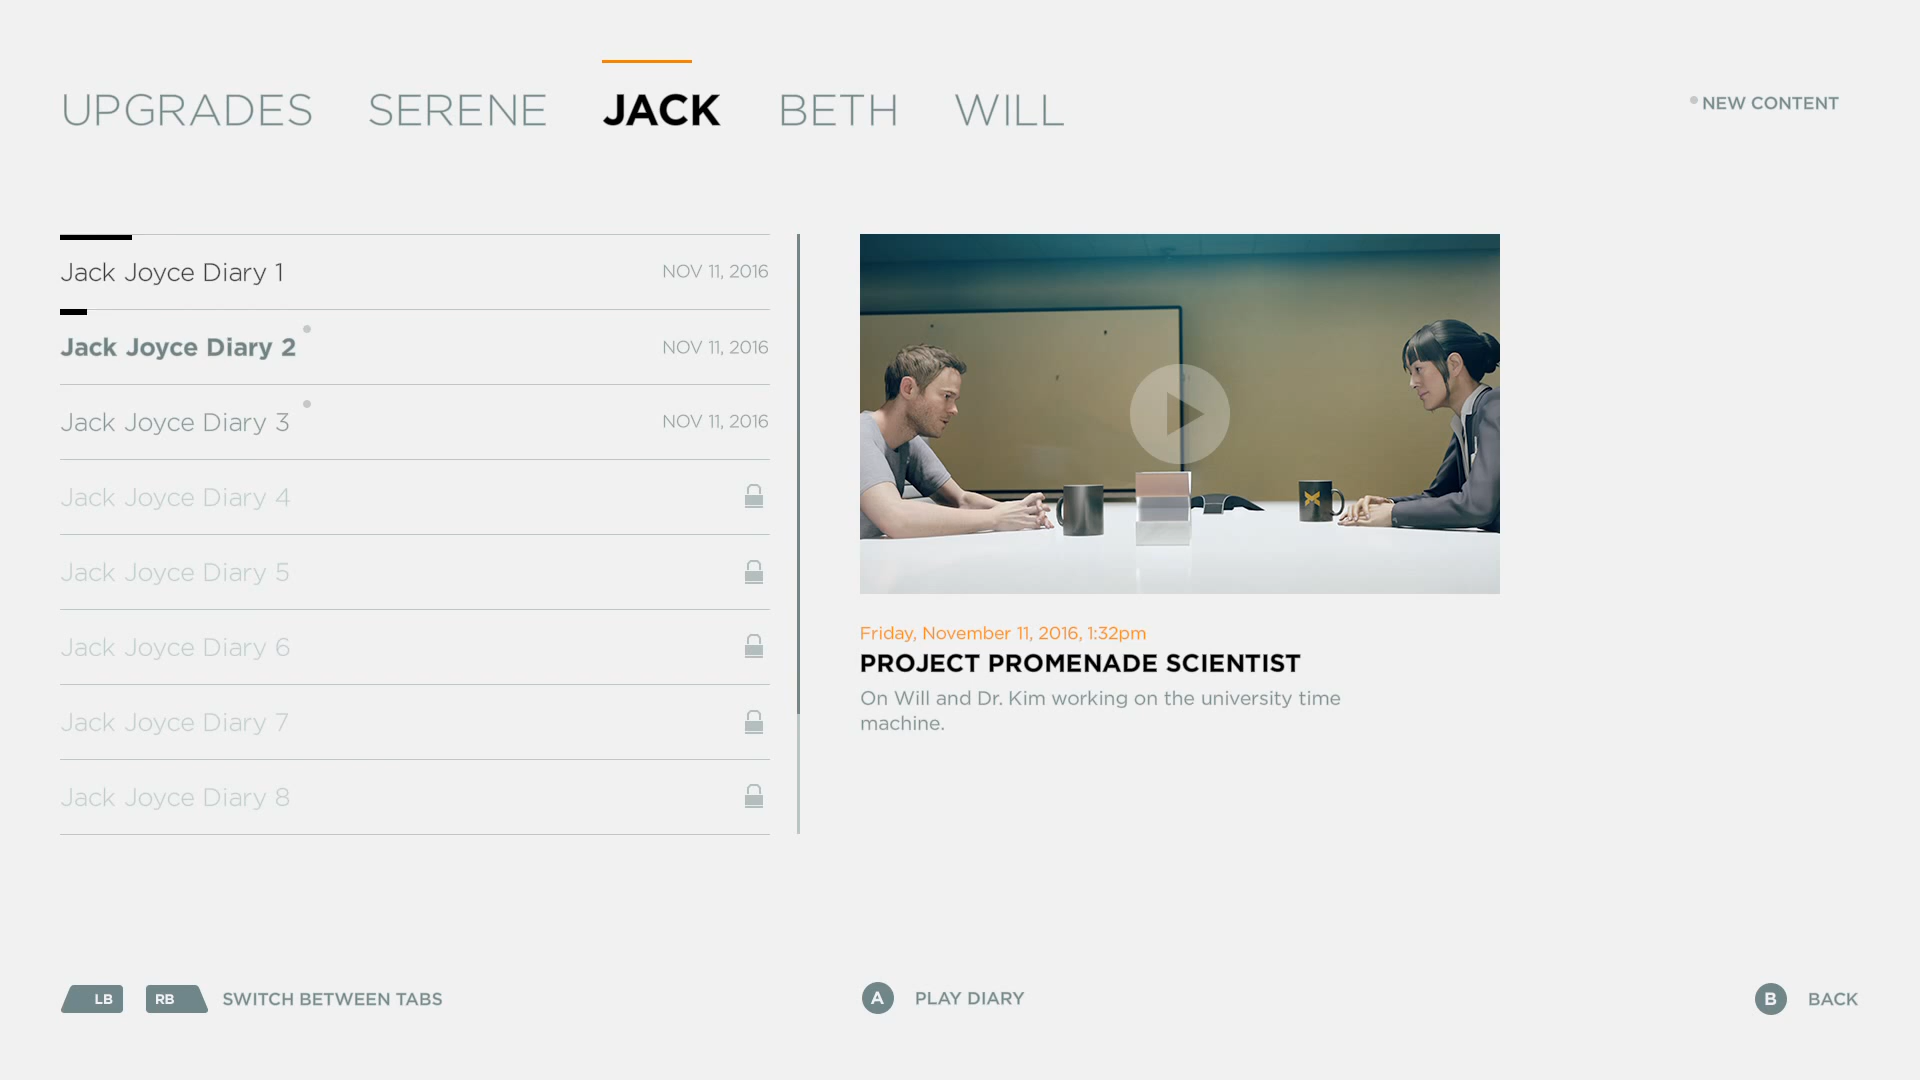 UPGRADES SERENE JACK BETH WILL
NEW CONTENT
Jack Joyce Diary 1 NOV 11, 2016
Jack Joyce Diary 2 NOV 11, 2016
Jack Joyce Diary 3 NOV 11, 2016
Jack Joyce Diary 4
Jack Joyce Diary 5
Jack Joyce Diary 6
Jack Joyce Diary 7
Jack Joyce Diary 8
Friday, November 11, 2016, 1:32pm
PROJECT PROMENADE SCIENTIST
On Will and Dr. Kim working on the university time
machine.
LB RB SWITCH BETWEEN TABS
A PLAY DIARY
B BACK